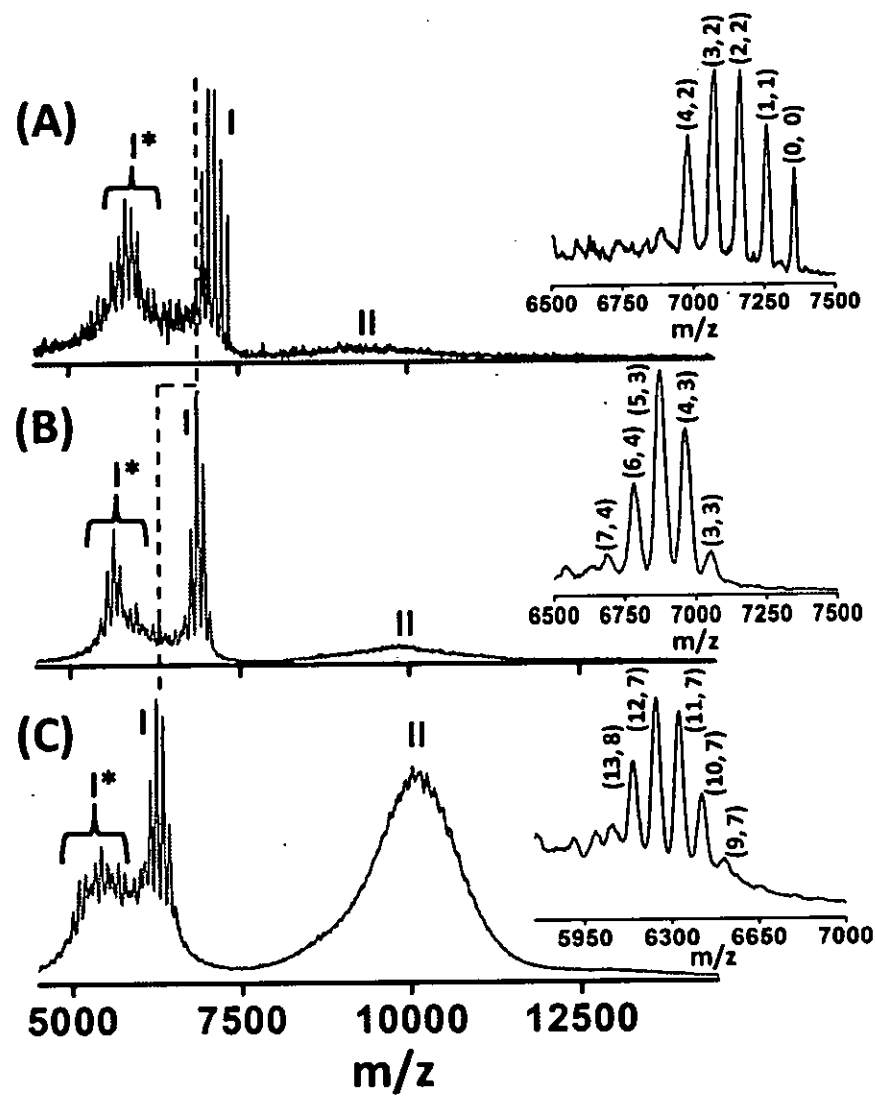 (A)
I*
I
II
(4, 2)
(3, 2)
(2, 2)
(1, 1)
(0, 0)
6500 6750 7000 7250 7500
m/z
(B)
I*
I
II
(7, 4)
(6, 4)
(5, 3)
(4, 3)
(3, 3)
6500 6750 7000 7250 7500
m/z
(C)
I*
I
II
(13, 8)
(12, 7)
(11, 7)
(10, 7)
(9, 7)
5950 6300 6650 7000
m/z
5000 7500 10000 12500
m/z